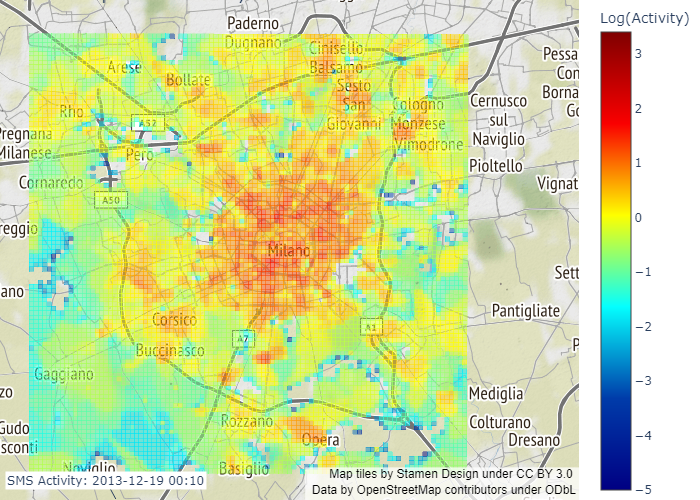 Paderno
Dugnano
Log(Activity)
Cinisello
Balsamo
Pessa
Con
Arese
Bollate
Sesto
San
Giovanni
Borna
Rho
Cologno
Monzese
Vimodrone
Cernusco
sul
Naviglio
A52
Pregnana
Milanese
Pero
Pioltello
Cornaredo
Vignat
A50
reggio
Milano
Sett
ano
Pantigliate
Corsico
A1
A7
Buccinasco
Gaggiano
zo
Mediglia
Rozzano
Colturano
Gudo
sconti
Opera
Dresano
Noviglio
Basiglio
SMS Activity: 2013-12-19 00:10
Map tiles by Stamen Design under CC BY 3.0
Data by OpenStreetMap contributors under ODbL
3
2
1
0
−1
−2
−3
−4
−5